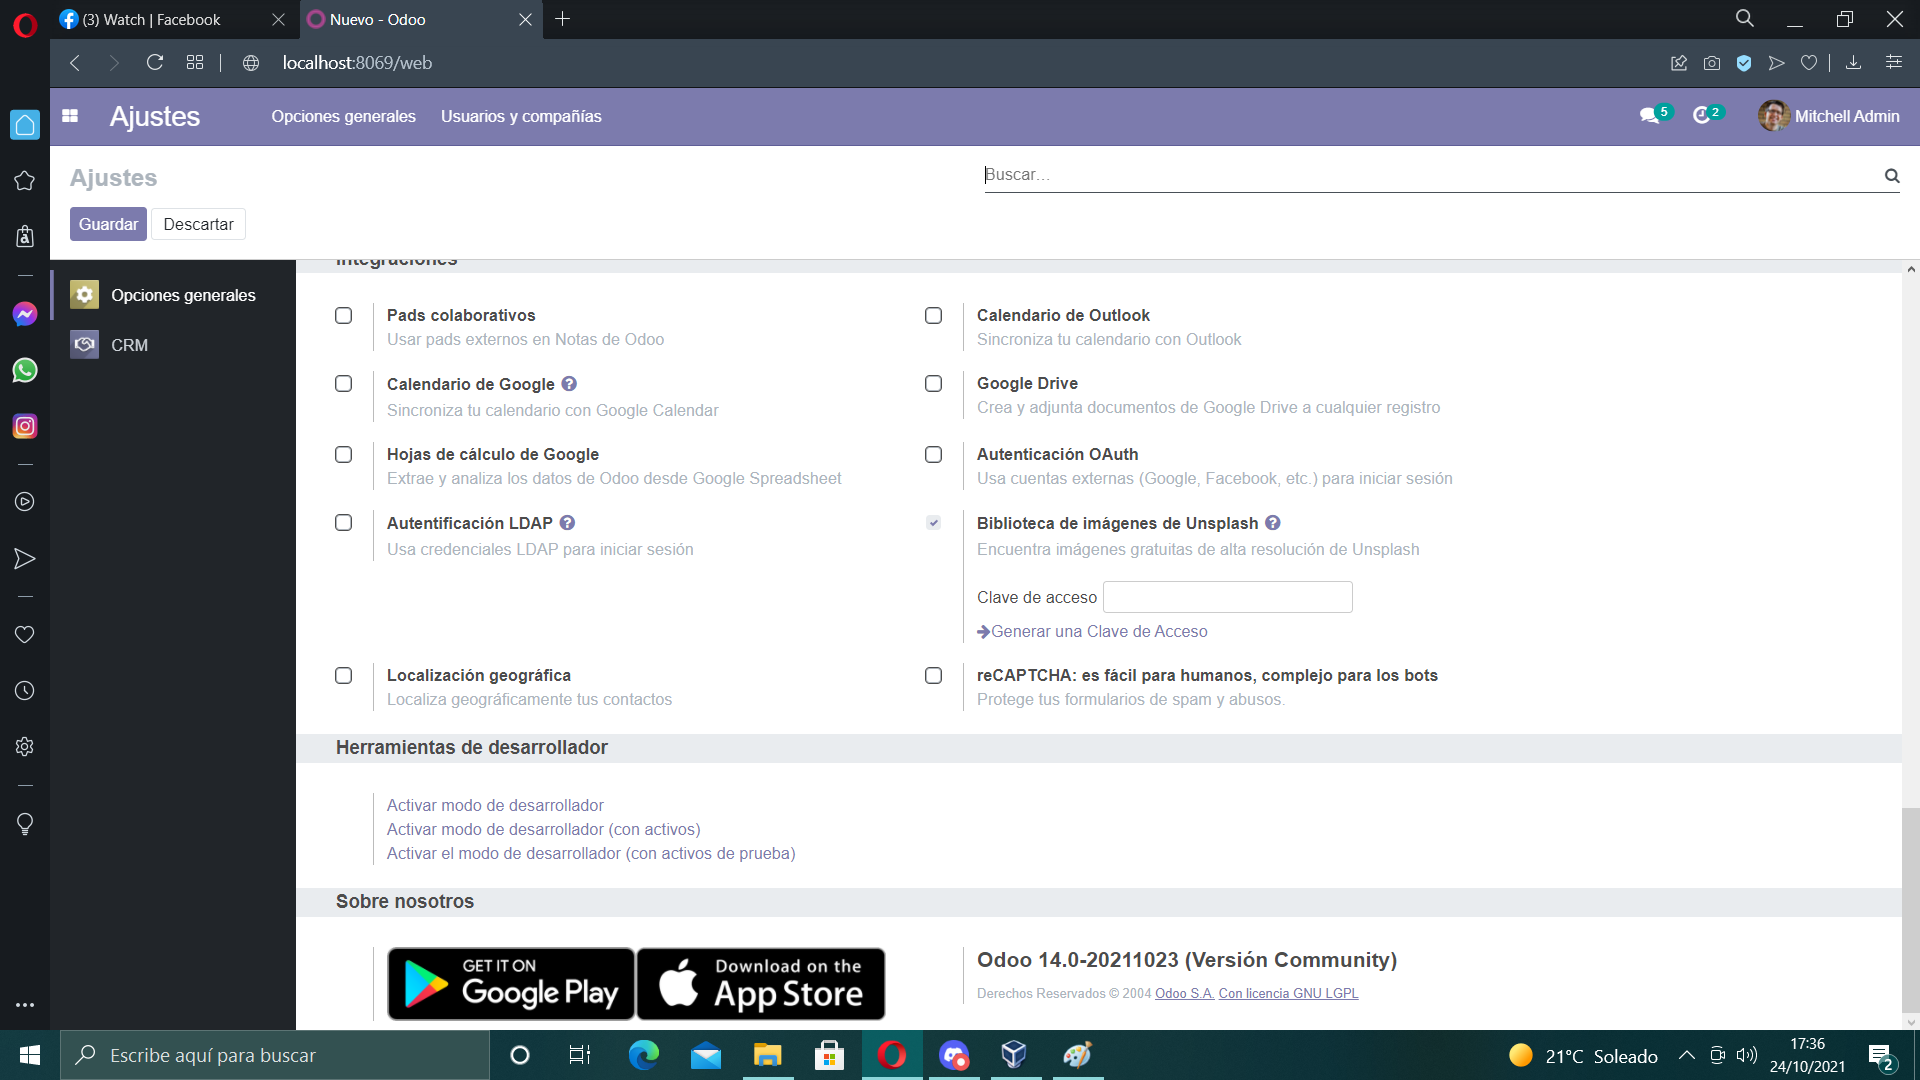 (3) Watch | Facebook
Nuevo - Odoo
localhost:8069/web
Ajustes
Opciones generales
Usuarios y compañías
5
2
Mitchell Admin
Ajustes
Buscar...
Guardar
Descartar
Opciones generales
CRM
Integraciones
Pads colaborativos
Usar pads externos en Notas de Odoo
Calendario de Outlook
Sincroniza tu calendario con Outlook
Calendario de Google ?
Sincroniza tu calendario con Google Calendar
Google Drive
Crea y adjunta documentos de Google Drive a cualquier registro
Hojas de cálculo de Google
Extrae y analiza los datos de Odoo desde Google Spreadsheet
Autenticación OAuth
Usa cuentas externas (Google, Facebook, etc.) para iniciar sesión
Autentificación LDAP ?
Usa credenciales LDAP para iniciar sesión
Biblioteca de imágenes de Unsplash ?
Encuentra imágenes gratuitas de alta resolución de Unsplash
Clave de acceso
Generar una Clave de Acceso
Localización geográfica
Localiza geográficamente tus contactos
reCAPTCHA: es fácil para humanos, complejo para los bots
Protege tus formularios de spam y abusos.
Herramientas de desarrollador
Activar modo de desarrollador
Activar modo de desarrollador (con activos)
Activar el modo de desarrollador (con activos de prueba)
Sobre nosotros
GET IT ON
Google Play
Download on the
App Store
Odoo 14.0-20211023 (Versión Community)
Derechos Reservados © 2004 Odoo S.A. Con licencia GNU LGPL
Escribe aquí para buscar
21°C Soleado
17:36
24/10/2021
2